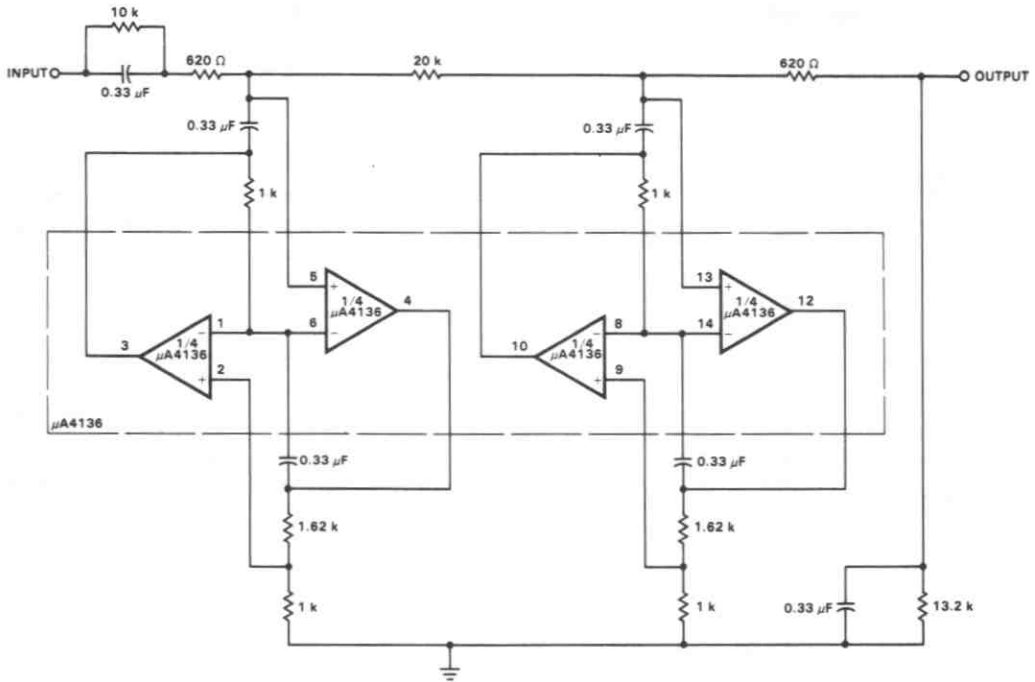 10 k
620 Ω
20 k
620 Ω
INPUT
OUTPUT
0.33 µF
0.33 µF
0.33 µF
1 k
1 k
5
+
1/4
µA4136
4
6
−
13
+
1/4
µA4136
12
14
−
1
−
1/4
µA4136
3
2
+
8
−
1/4
µA4136
10
9
+
µA4136
0.33 µF
0.33 µF
1.62 k
1.62 k
1 k
1 k
0.33 µF
13.2 k